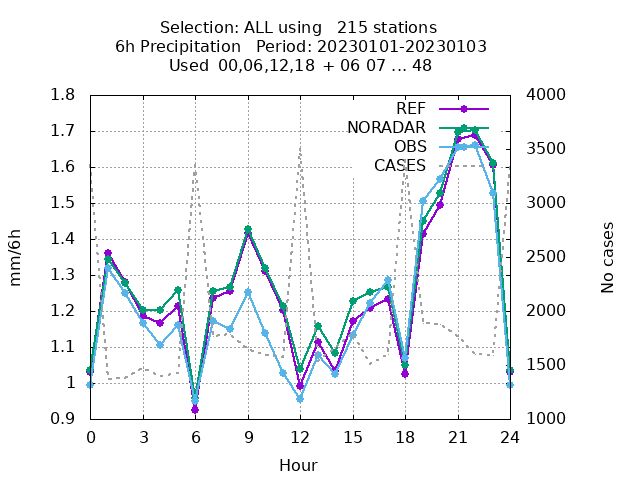 Selection: ALL using   215 stations
6h Precipitation   Period: 20230101-20230103
Used  00,06,12,18  + 06 07 ... 48
1.8
1.7
1.6
1.5
1.4
1.3
1.2
1.1
1
0.9
mm/6h
REF
NORADAR
OBS
CASES
4000
3500
3000
2500
2000
1500
1000
No cases
0 3 6 9 12 15 18 21 24
Hour